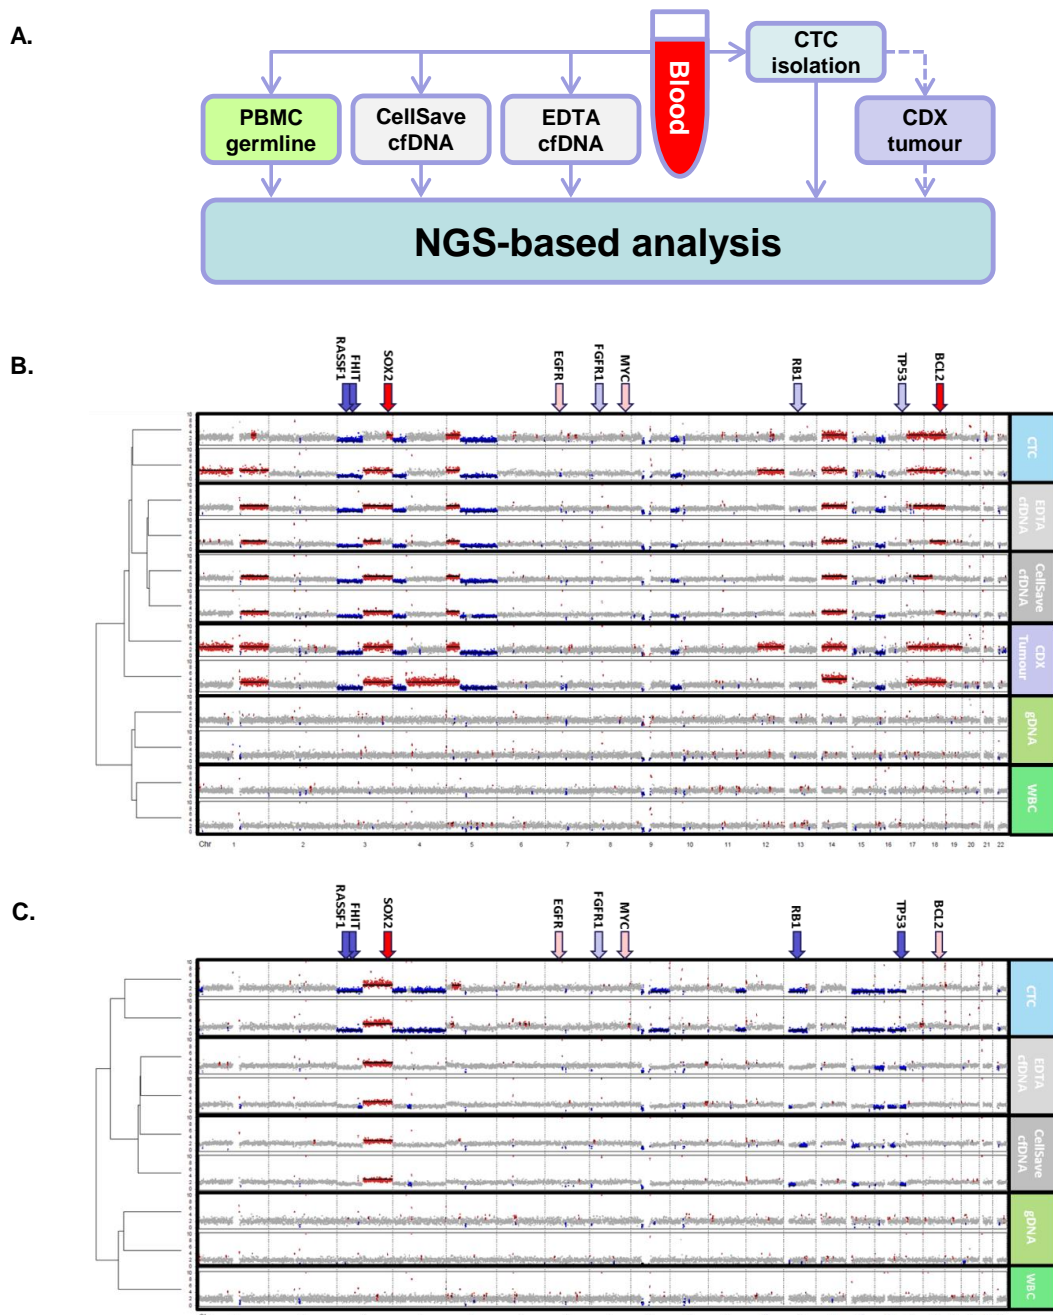 A.
Blood
CTC
isolation
PBMC
germline
CellSave
cfDNA
EDTA
cfDNA
CDX
tumour
NGS-based analysis
B.
RASSF1
FHIT
SOX2
EGFR
FGFR1
MYC
RB1
TP53
BCL2
CTC
EDTA
cfDNA
CellSave
cfDNA
CDX
Tumour
gDNA
WBC
Chr 1 2 3 4 5 6 7 8 9 10 11 12 13 14 15 16 17 18 19 20 21 22
C.
RASSF1
FHIT
SOX2
EGFR
FGFR1
MYC
RB1
TP53
BCL2
CTC
EDTA
cfDNA
CellSave
cfDNA
gDNA
WBC